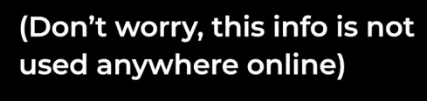 (Don’t worry, this info is not
used anywhere online)